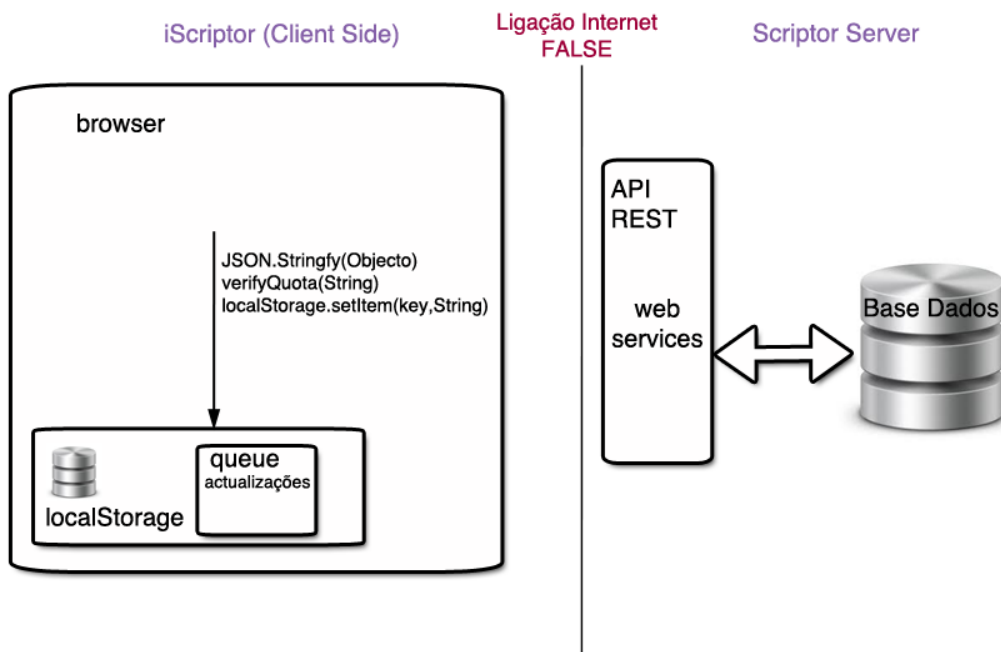 iScriptor (Client Side)
Ligação Internet
FALSE
Scriptor Server
browser
JSON.Stringfy(Objecto)
verifyQuota(String)
localStorage.setItem(key,String)
queue
actualizações
localStorage
API
REST
web
services
Base Dados